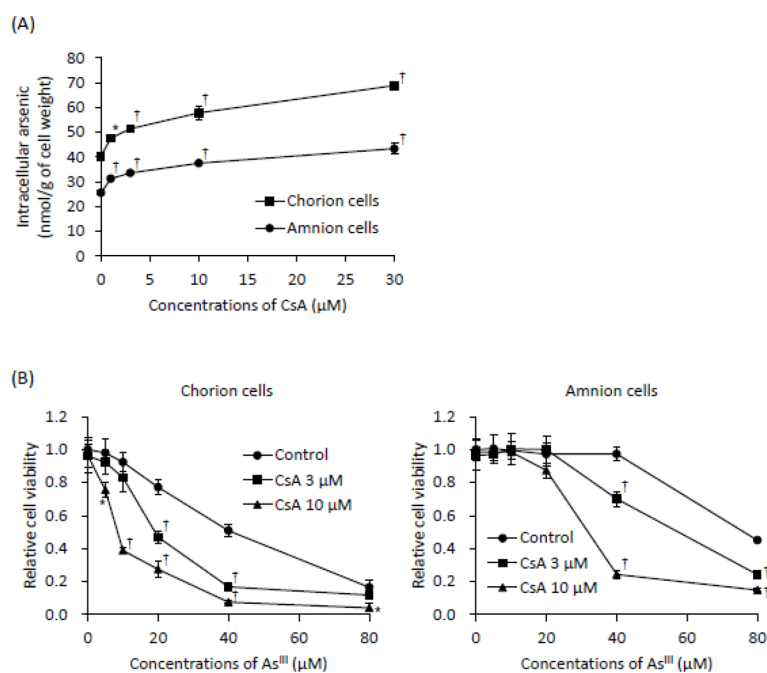 (A)
Intracellular arsenic
(nmol/g of cell weight)
80
70
60
50
40
30
20
10
0
* † † †
† † † †
Chorion cells
Amnion cells
0 5 10 15 20 25 30
Concentrations of CsA (µM)
(B)
Chorion cells
Relative cell viability
1.2
1.0
0.8
0.6
0.4
0.2
0.0
Control
CsA 3 µM
CsA 10 µM
† †
* † † † *
0 20 40 60 80
Concentrations of Asᴵᴵᴵ (µM)
Amnion cells
Relative cell viability
1.2
1.0
0.8
0.6
0.4
0.2
0.0
Control
CsA 3 µM
CsA 10 µM
† †
† †
0 20 40 60 80
Concentations of Asᴵᴵᴵ (µM)